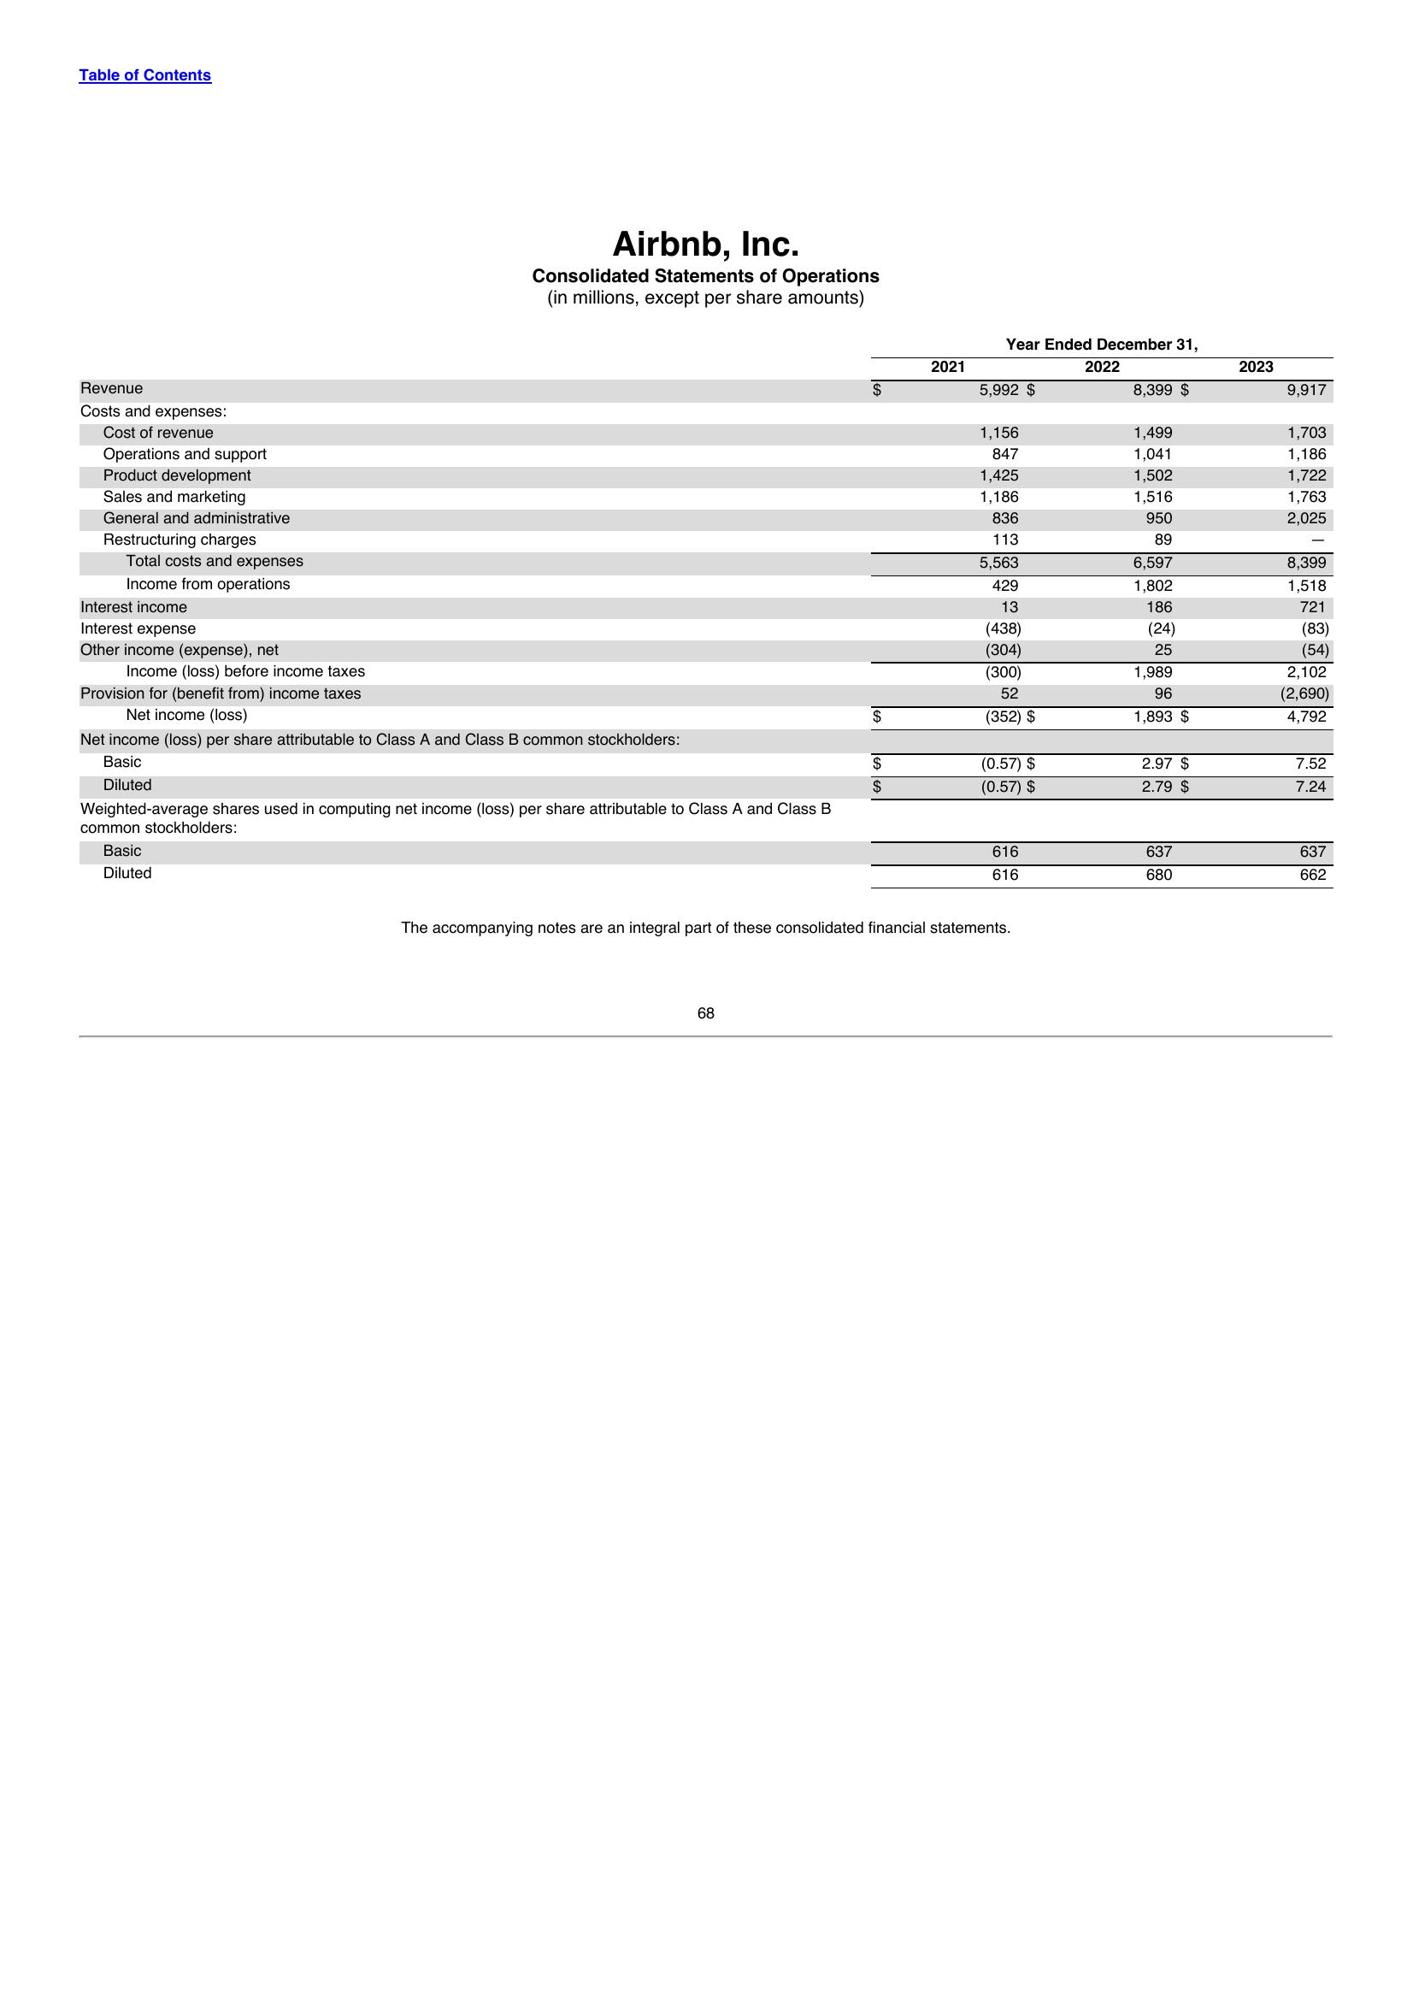 Table of Contents
Airbnb, Inc.
Consolidated Statements of Operations
(in millions, except per share amounts)
Year Ended December 31,
2021 2022 2023
Revenue $ 5,992 $ 8,399 $ 9,917
Costs and expenses:
Cost of revenue 1,156 1,499 1,703
Operations and support 847 1,041 1,186
Product development 1,425 1,502 1,722
Sales and marketing 1,186 1,516 1,763
General and administrative 836 950 2,025
Restructuring charges 113 89 —
Total costs and expenses 5,563 6,597 8,399
Income from operations 429 1,802 1,518
Interest income 13 186 721
Interest expense (438) (24) (83)
Other income (expense), net (304) 25 (54)
Income (loss) before income taxes (300) 1,989 2,102
Provision for (benefit from) income taxes 52 96 (2,690)
Net income (loss) $ (352) $ 1,893 $ 4,792
Net income (loss) per share attributable to Class A and Class B common stockholders:
Basic $ (0.57) $ 2.97 $ 7.52
Diluted $ (0.57) $ 2.79 $ 7.24
Weighted-average shares used in computing net income (loss) per share attributable to Class A and Class B
common stockholders:
Basic 616 637 637
Diluted 616 680 662
The accompanying notes are an integral part of these consolidated financial statements.
68